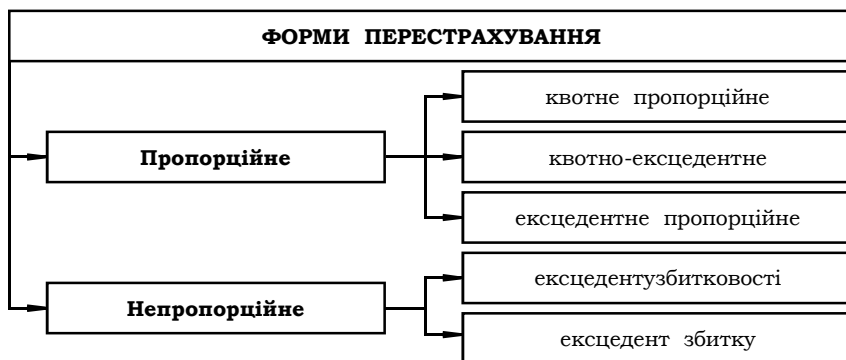 ФОРМИ ПЕРЕСТРАХУВАННЯ
Пропорційне
квотне пропорційне
квотно-ексцедентне
ексцедентне пропорційне
Непропорційне
ексцедентузбитковості
ексцедент збитку